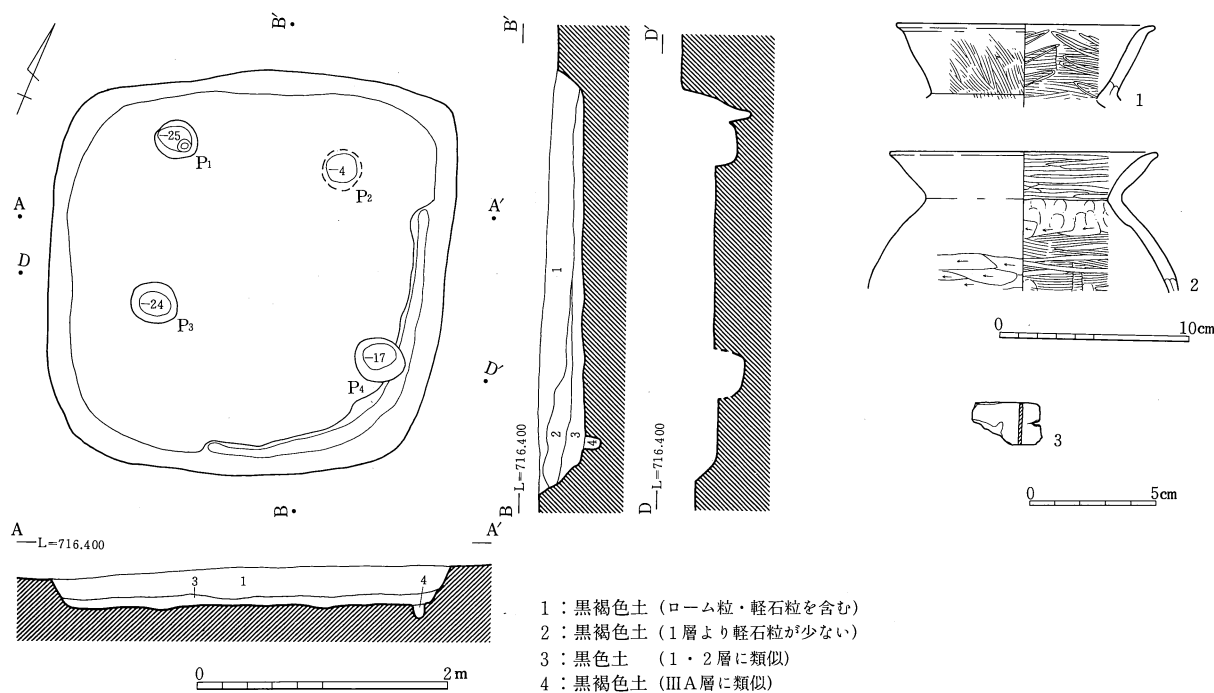 B′
A
A′
D
D′
B
−25
P1
−4
P2
−24
P3
−17
P4
A
L=716.400
A′
3
1
4
0
2m
B′
1
2
3
4
B
L=716.400
D′
D
L=716.400
1
2
0
10cm
3
0
5cm
1：黒褐色土（ローム粒・軽石粒を含む）
2：黒褐色土（1層より軽石粒が少ない）
3：黒色土　（1・2層に類似）
4：黒褐色土（ⅢA層に類似）